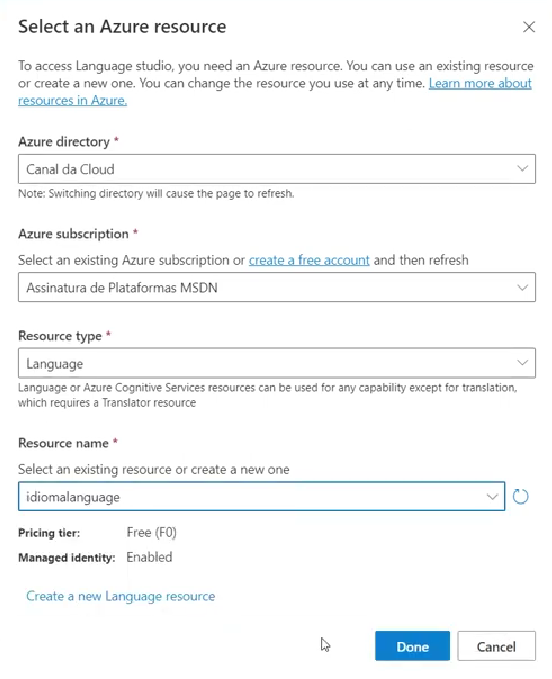 Select an Azure resource
To access Language studio, you need an Azure resource. You can use an existing resource
or create a new one. You can change the resource you use at any time. Learn more about
resources in Azure.
Azure directory *
Canal da Cloud
Note: Switching directory will cause the page to refresh.
Azure subscription *
Select an existing Azure subscription or create a free account and then refresh
Assinatura de Plataformas MSDN
Resource type *
Language
Language or Azure Cognitive Services resources can be used for any capability except for translation,
which requires a Translator resource
Resource name *
Select an existing resource or create a new one
idiomalanguage
Pricing tier: Free (F0)
Managed identity: Enabled
Create a new Language resource
Done Cancel